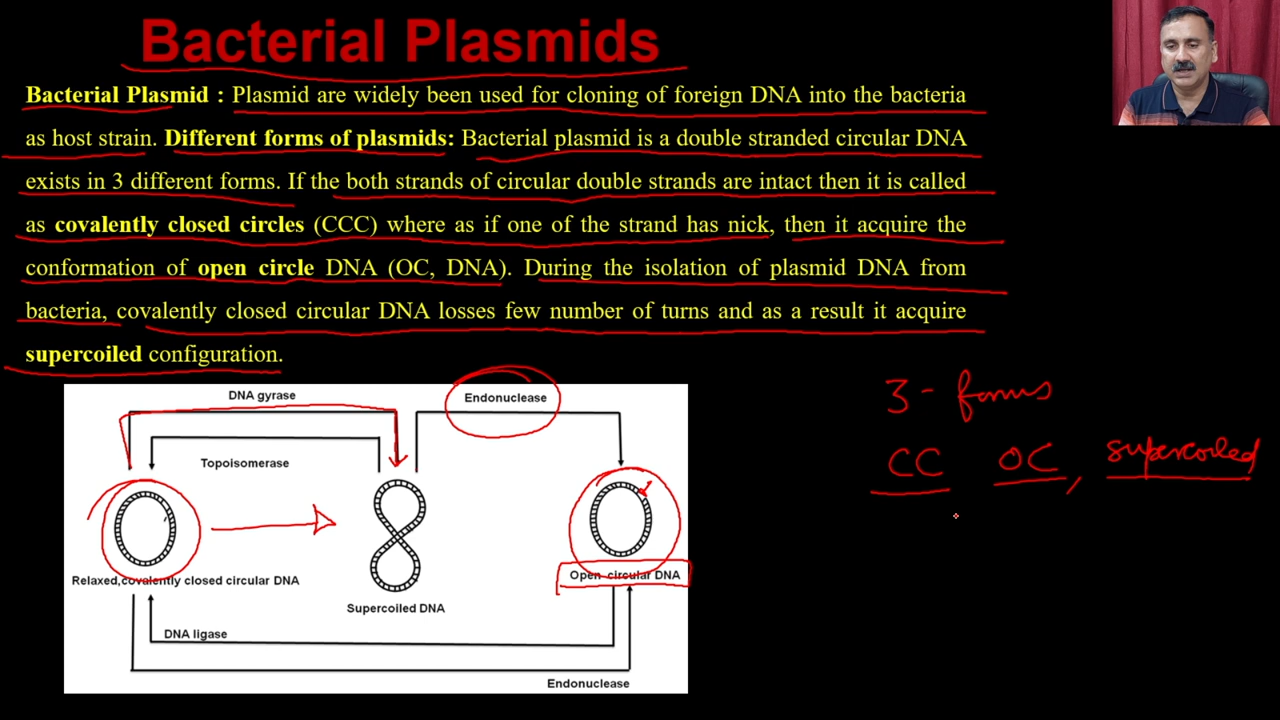 Bacterial Plasmids
Bacterial Plasmid : Plasmid are widely been used for cloning of foreign DNA into the bacteria
as host strain. Different forms of plasmids: Bacterial plasmid is a double stranded circular DNA
exists in 3 different forms. If the both strands of circular double strands are intact then it is called
as covalently closed circles (CCC) where as if one of the strand has nick, then it acquire the
conformation of open circle DNA (OC, DNA). During the isolation of plasmid DNA from
bacteria, covalently closed circular DNA losses few number of turns and as a result it acquire
supercoiled configuration.
DNA gyrase
Endonuclease
Topoisomerase
Relaxed,covalently closed circular DNA
Supercoiled DNA
Open circular DNA
DNA ligase
Endonuclease
3 - forms
CC OC, supercoiled